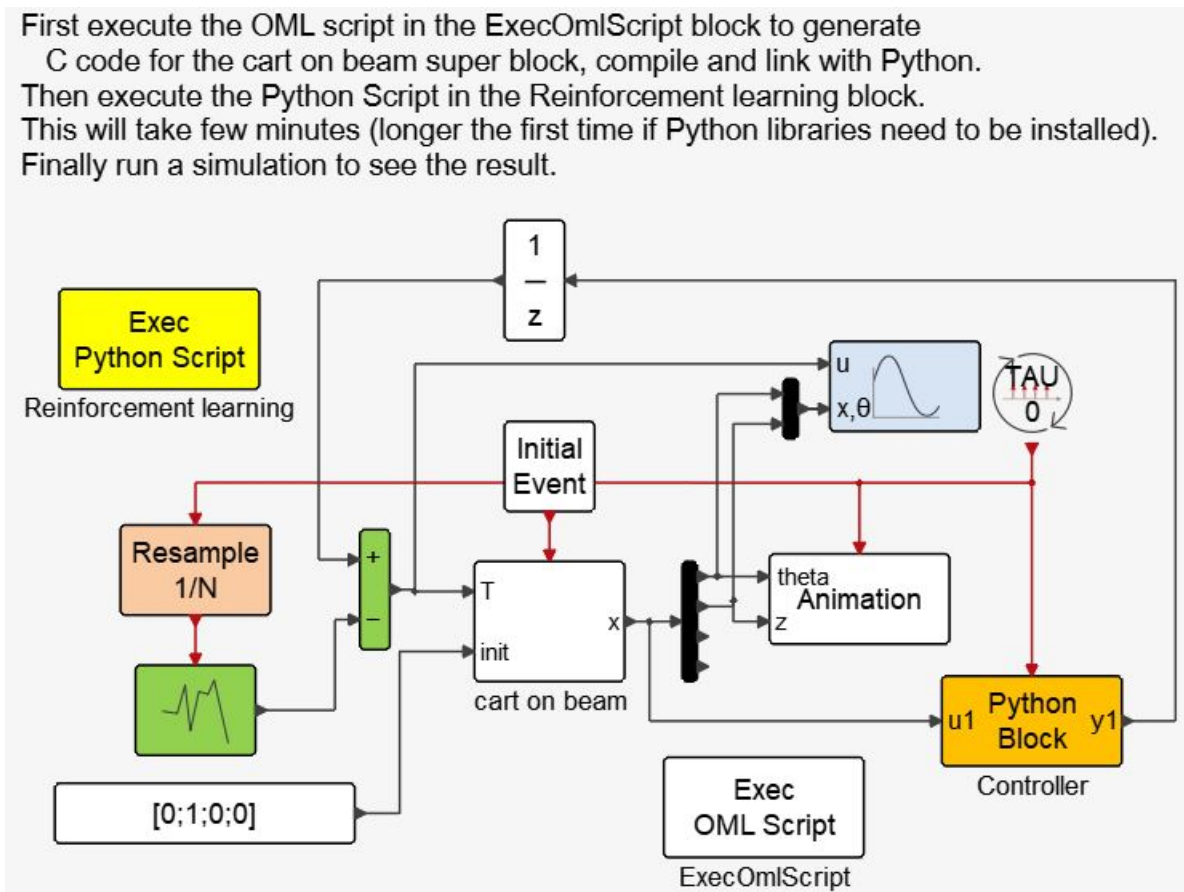 First execute the OML script in the ExecOmlScript block to generate
C code for the cart on beam super block, compile and link with Python.
Then execute the Python Script in the Reinforcement learning block.
This will take few minutes (longer the first time if Python libraries need to be installed).
Finally run a simulation to see the result.
1
z
Exec
Python Script
Reinforcement learning
u
x,θ
TAU
0
Initial
Event
Resample
1/N
+
−
T
init
x
cart on beam
theta
z
Animation
u1
Python
Block
y1
Controller
[0;1;0;0]
Exec
OML Script
ExecOmlScript